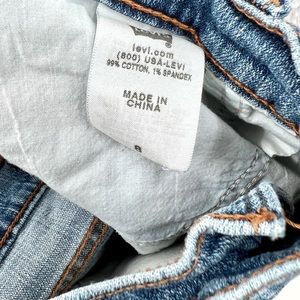 levi.com
(800) USA-LEVI
99% COTTON, 1% SPANDEX
MADE IN
CHINA